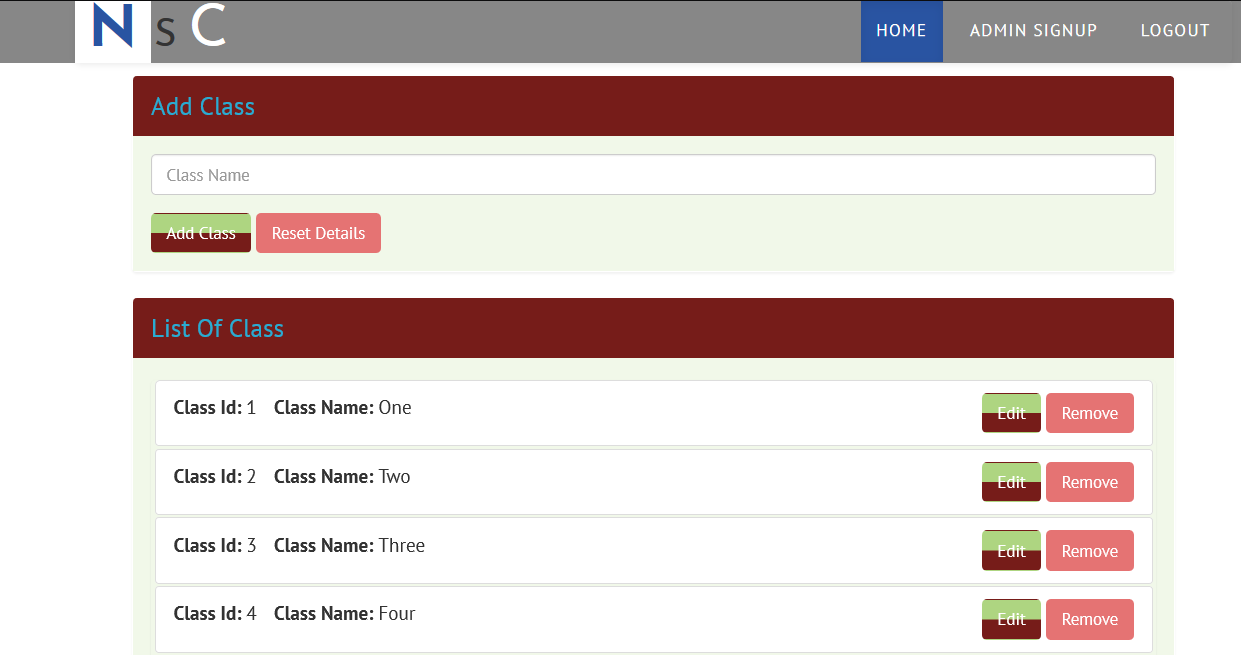 N s C HOME ADMIN SIGNUP LOGOUT
Add Class
Class Name
Add Class Reset Details
List Of Class
Class Id: 1 Class Name: One Edit Remove
Class Id: 2 Class Name: Two Edit Remove
Class Id: 3 Class Name: Three Edit Remove
Class Id: 4 Class Name: Four Edit Remove